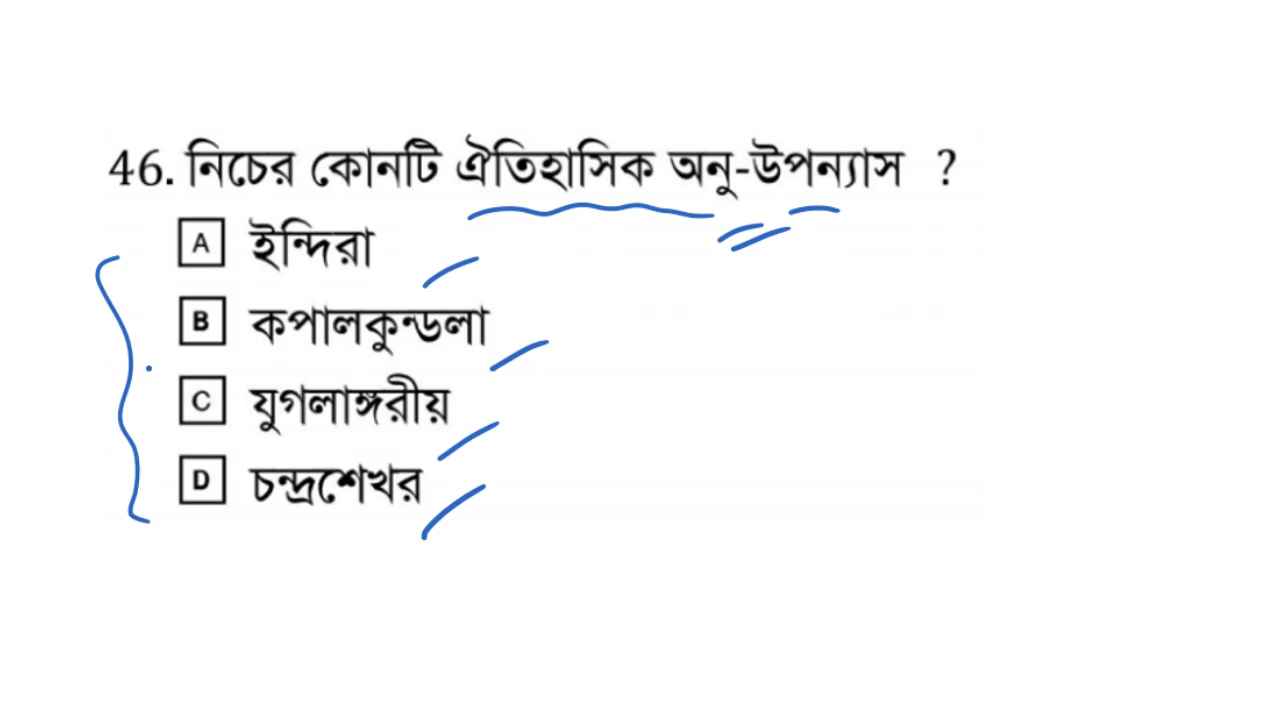 46. নিচের কোনটি ঐতিহাসিক অনু-উপন্যাস ?
A ইন্দিরা
B কপালকুন্ডলা
C যুগলাঙ্গরীয়
D চন্দ্রশেখর